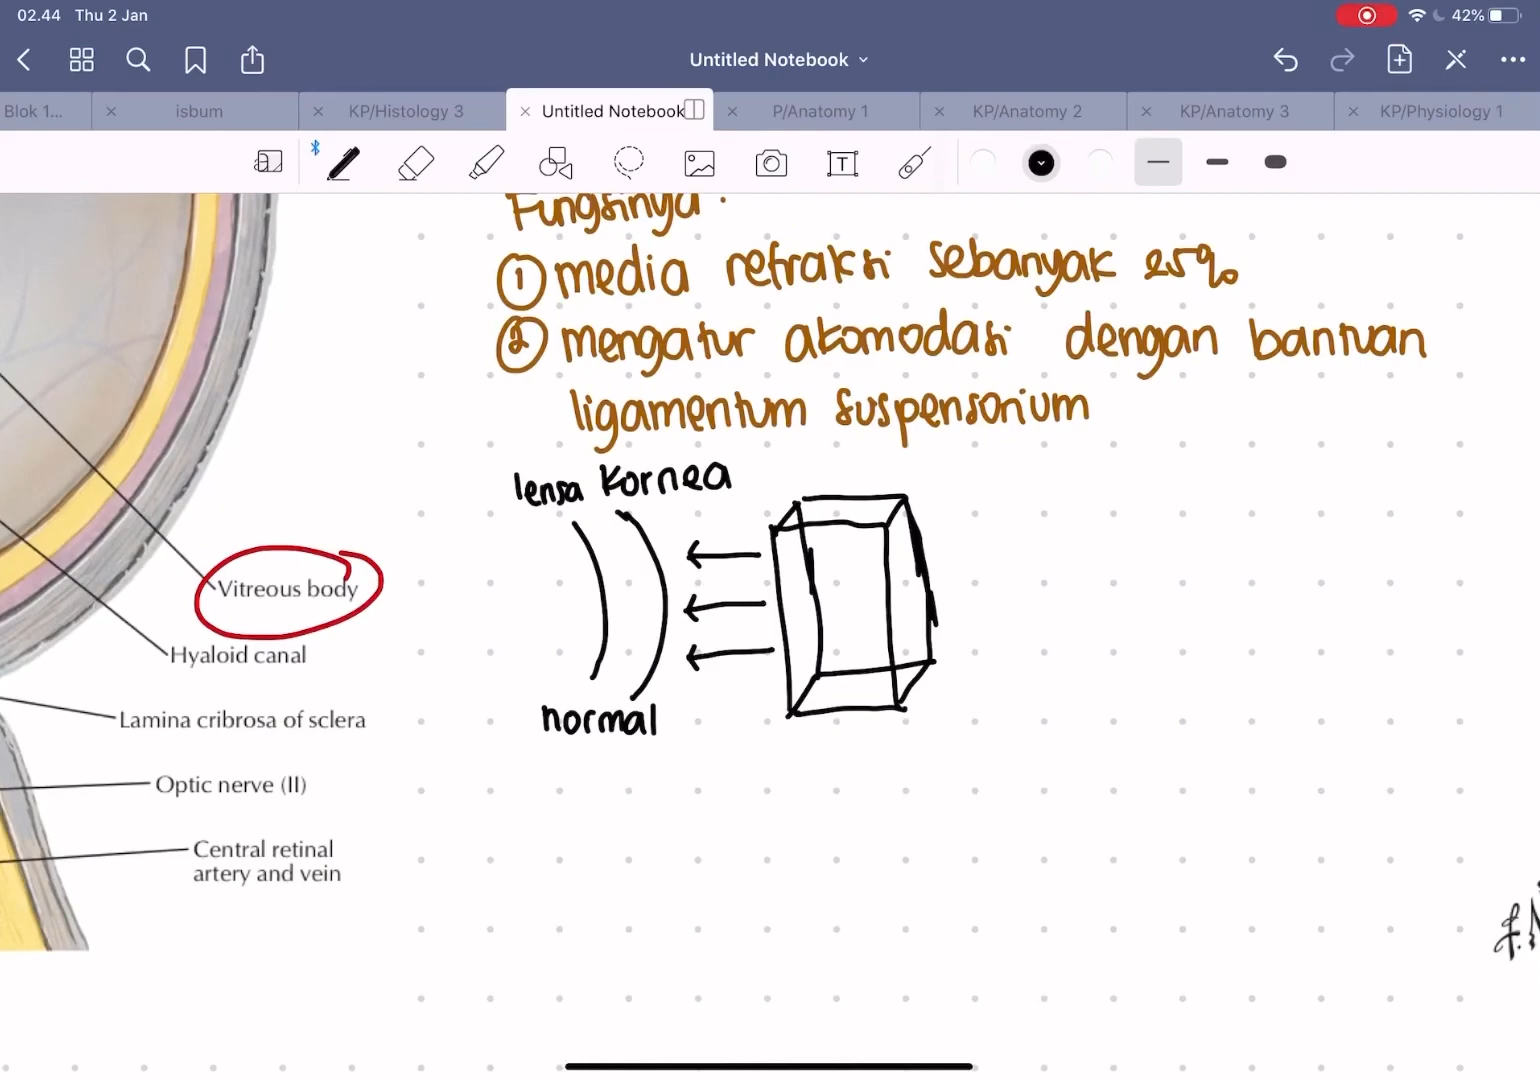 02.44 Thu 2 Jan
42%
Untitled Notebook
Blok 1...
isbum
KP/Histology 3
Untitled Notebook
P/Anatomy 1
KP/Anatomy 2
KP/Anatomy 3
KP/Physiology 1
Fungsinya :
① media refraksi sebanyak 25%
② mengatur akomodasi dengan bantuan
ligamentum suspensorium
lensa kornea
normal
Vitreous body
Hyaloid canal
Lamina cribrosa of sclera
Optic nerve (II)
Central retinal
artery and vein